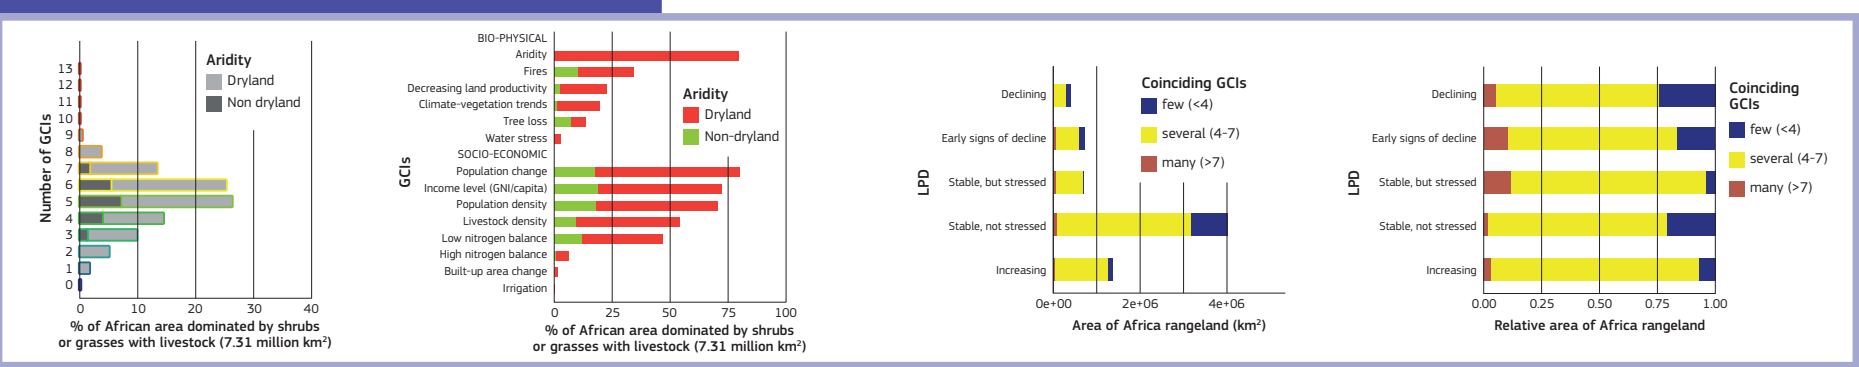 Number of GCIs
13
12
11
10
9
8
7
6
5
4
3
2
1
0
Aridity
Dryland
Non dryland
0 10 20 30 40
% of African area dominated by shrubs
or grasses with livestock (7.31 million km²)
GCIs
BIO-PHYSICAL
Aridity
Fires
Decreasing land productivity
Climate-vegetation trends
Tree loss
Water stress
SOCIO-ECONOMIC
Population change
Income level (GNI/capita)
Population density
Livestock density
Low nitrogen balance
High nitrogen balance
Built-up area change
Irrigation
Aridity
Dryland
Non-dryland
0 25 50 75 100
% of African area dominated by shrubs
or grasses with livestock (7.31 million km²)
LPD
Declining
Early signs of decline
Stable, but stressed
Stable, not stressed
Increasing
Coinciding GCIs
few (<4)
several (4-7)
many (>7)
0e+00 2e+06 4e+06
Area of Africa rangeland (km²)
LPD
Declining
Early signs of decline
Stable, but stressed
Stable, not stressed
Increasing
Coinciding
GCIs
few (<4)
several (4-7)
many (>7)
0.00 0.25 0.50 0.75 1.00
Relative area of Africa rangeland